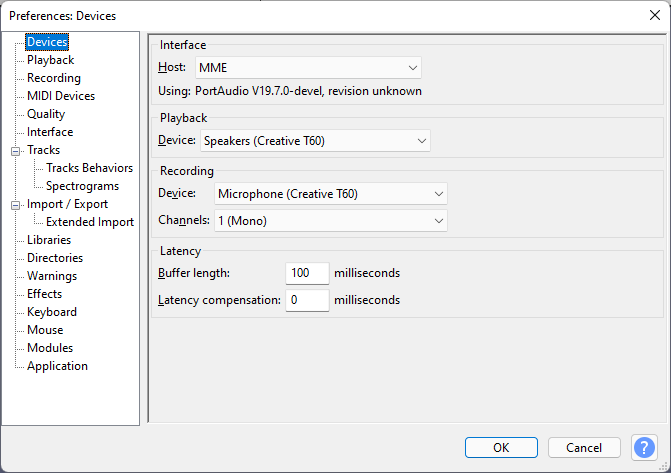 Preferences: Devices
Devices
Playback
Recording
MIDI Devices
Quality
Interface
Tracks
Tracks Behaviors
Spectrograms
Import / Export
Extended Import
Libraries
Directories
Warnings
Effects
Keyboard
Mouse
Modules
Application
Interface
Host: MME
Using: PortAudio V19.7.0-devel, revision unknown
Playback
Device: Speakers (Creative T60)
Recording
Device: Microphone (Creative T60)
Channels: 1 (Mono)
Latency
Buffer length: 100 milliseconds
Latency compensation: 0 milliseconds
OK Cancel ?